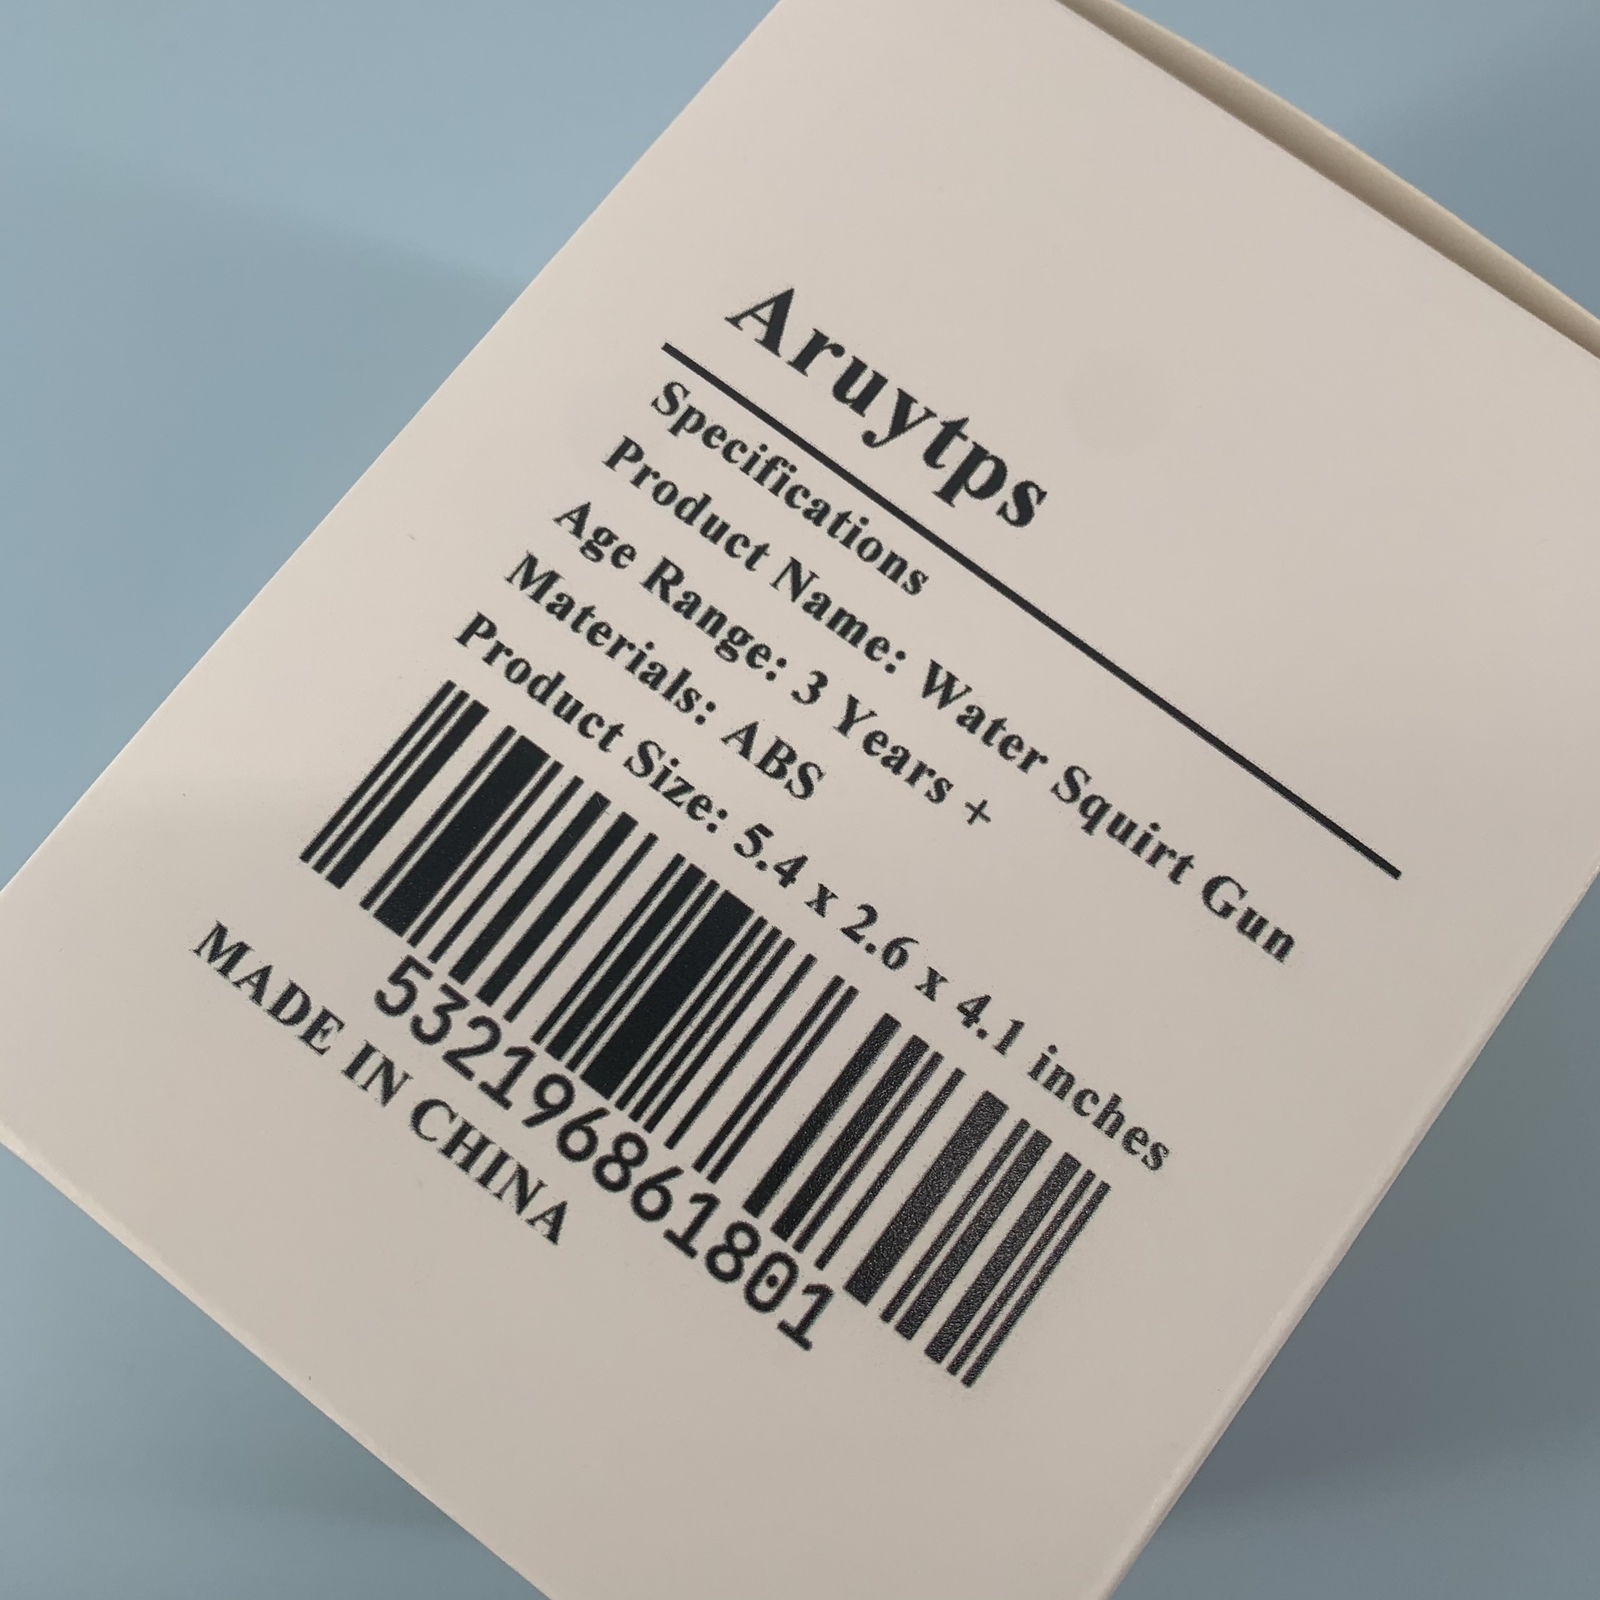 Aruytps
Specifications
Product Name: Water Squirt Gun
Age Range: 3 Years +
Materials: ABS
Product Size: 5.4 x 2.6 x 4.1 inches
532196861801
MADE IN CHINA